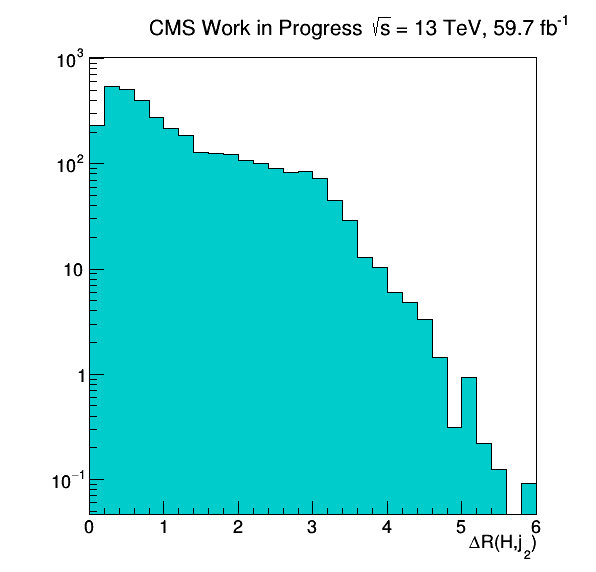 CMS Work in Progress √s = 13 TeV, 59.7 fb⁻¹
10³
10²
10
1
10⁻¹
0 1 2 3 4 5 6
ΔR(H,j₂)